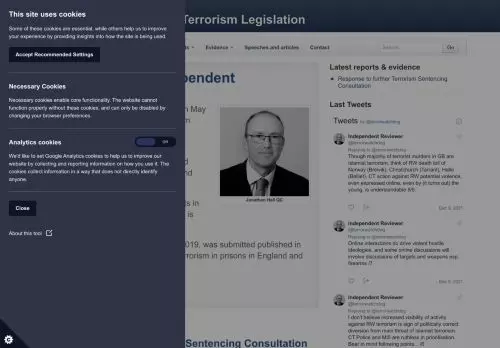 This site uses cookies
Some of these cookies are essential, while others help us to improve
your experience by providing insights into how the site is being used.
Accept Recommended Settings
Necessary Cookies
Necessary cookies enable core functionality. The website cannot
function properly without these cookies, and can only be disabled by
changing your browser preferences.
Analytics cookies
Off
We'd like to set Google Analytics cookies to help us to improve our
website by collecting and reporting information on how you use it. The
cookies collect information in a way that does not directly identify
anyone.
Close
About this tool
Terrorism Legislation
Evidence
Speeches and articles
Contact
Search
Go
pendent
May
Jonathan Hall QC
ts in
is
019, was submitted published in
errorism in prisons in England and
Sentencing Consultation
Latest reports & evidence
Response to further Terrorism Sentencing
Consultation
Last Tweets
Tweets by @terrorwatchdog
Independent Reviewer
@terrorwatchdog
Replying to @terrorwatchdog
Though majority of terrorist murders in GB are
islamist terrorism, think of RW death toll of
Norway (Breivik), Christchurch (Tarrant), Halle
(Balliet). CT action against RW potential violence,
even expressed online, even by (it turns out) the
young, is understandable 8/8.
Dec 9, 2021
Independent Reviewer
@terrorwatchdog
Replying to @terrorwatchdog
Online interactions do drive violent hostile
ideologies, and some online discussions will
involve discussions of targets and weapons esp
firearms /7
Dec 9, 2021
Independent Reviewer
@terrorwatchdog
Replying to @terrorwatchdog
I don't believe increased visibility of activity
against RW terrorism is sign of politically correct
diversion from main threat of islamist terrorism.
CT Police and MI5 are ruthless in prioritisation.
Bear in mind following points... /6